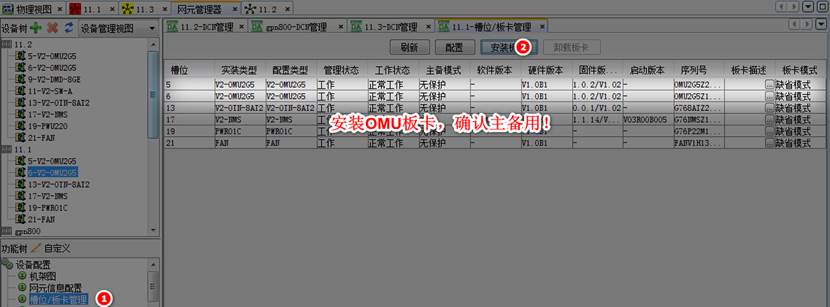 物理视图 11.1 11.3 网元管理器 11.2
设备树 设备管理视图
11.2-DCN管理 gpn800-DCN管理 11.3-DCN管理 11.1-槽位/板卡管理
刷新 配置 安装板 2 卸载板卡
11.2
5-V2-OMU2G5
6-V2-OMU2G5
9-V2-DMD-8GE
11-V2-SW-A
13-V2-OTN-SAT2
17-V2-NMS
19-PWU220
21-FAN
11.1
5-V2-OMU2G5
6-V2-OMU2G5
13-V2-OTN-SAT2
17-V2-NMS
19-PWR01C
21-FAN
gpn800
槽位 实装类型 配置类型 管理状态 工作状态 主备模式 软件版本 硬件版本 固件版... 启动版本 序列号 板卡描述 板卡模式
5 V2-OMU2G5 V2-OMU2G5 工作 正常工作 无保护 - V1.0B1 1.0.2/V1.02 - OMU2G5Z2... ... 缺省模式
6 V2-OMU2G5 V2-OMU2G5 工作 正常工作 无保护 - V1.0B1 1.0.2/V1.02 - OMU2G5Z1... ... 缺省模式
13 V2-OTN-SAT2 V2-OTN-SAT2 工作 正常工作 无保护 - V1.0B1 0.0.1/V1.02 - G768AIZ2... ... 缺省模式
17 V2-NMS V2-NMS 工作 正常工作 无保护 - V1.0B1 1.1.14/V... V03R00B005 G76NMSZ1... ... 缺省模式
19 PWR01C PWR01C 工作 正常工作 无保护 - V1.0B1 - - G76P22M1... ... 缺省模式
21 FAN FAN 工作 正常工作 无保护 - V1.0B1 - - FANV1H13... ... 缺省模式
安装OMU板卡，确认主备用！
功能树 自定义
设备配置
机架图
网元信息配置
槽位/板卡管理 1